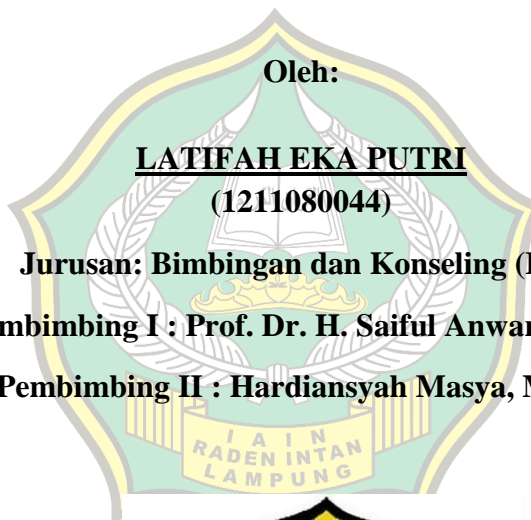 Oleh:
LATIFAH EKA PUTRI
(1211080044)
Jurusan: Bimbingan dan Konseling (
mbimbing I : Prof. Dr. H. Saiful Anwar
Pembimbing II : Hardiansyah Masya,
I A I N
RADEN INTAN
LAMPUNG